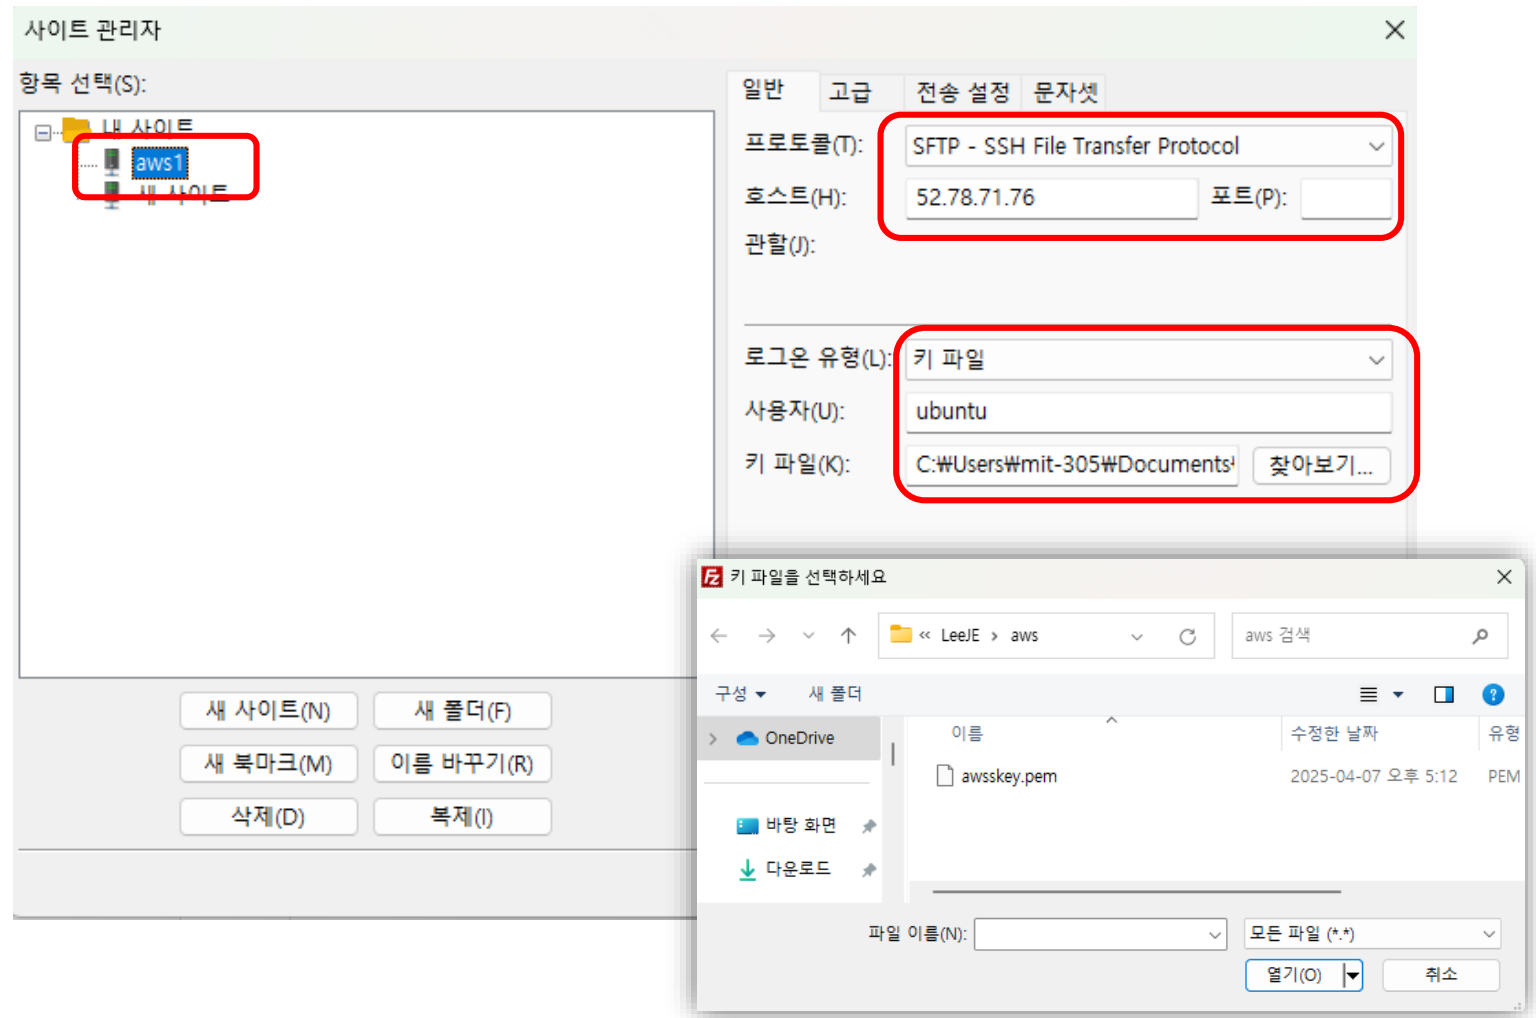 사이트 관리자
항목 선택(S):
내 사이트
aws1
새 사이트
새 사이트(N)
새 폴더(F)
새 북마크(M)
이름 바꾸기(R)
삭제(D)
복제(I)
일반
고급
전송 설정
문자셋
프로토콜(T):
SFTP - SSH File Transfer Protocol
호스트(H):
52.78.71.76
포트(P):
관할(J):
로그온 유형(L):
키 파일
사용자(U):
ubuntu
키 파일(K):
C:₩Users₩mit-305₩Documents₩
찾아보기...
키 파일을 선택하세요
« LeeJE › aws
aws 검색
구성
새 폴더
OneDrive
바탕 화면
다운로드
이름
수정한 날짜
유형
awsskey.pem
2025-04-07 오후 5:12
PEM
파일 이름(N):
모든 파일 (*.*)
열기(O)
취소